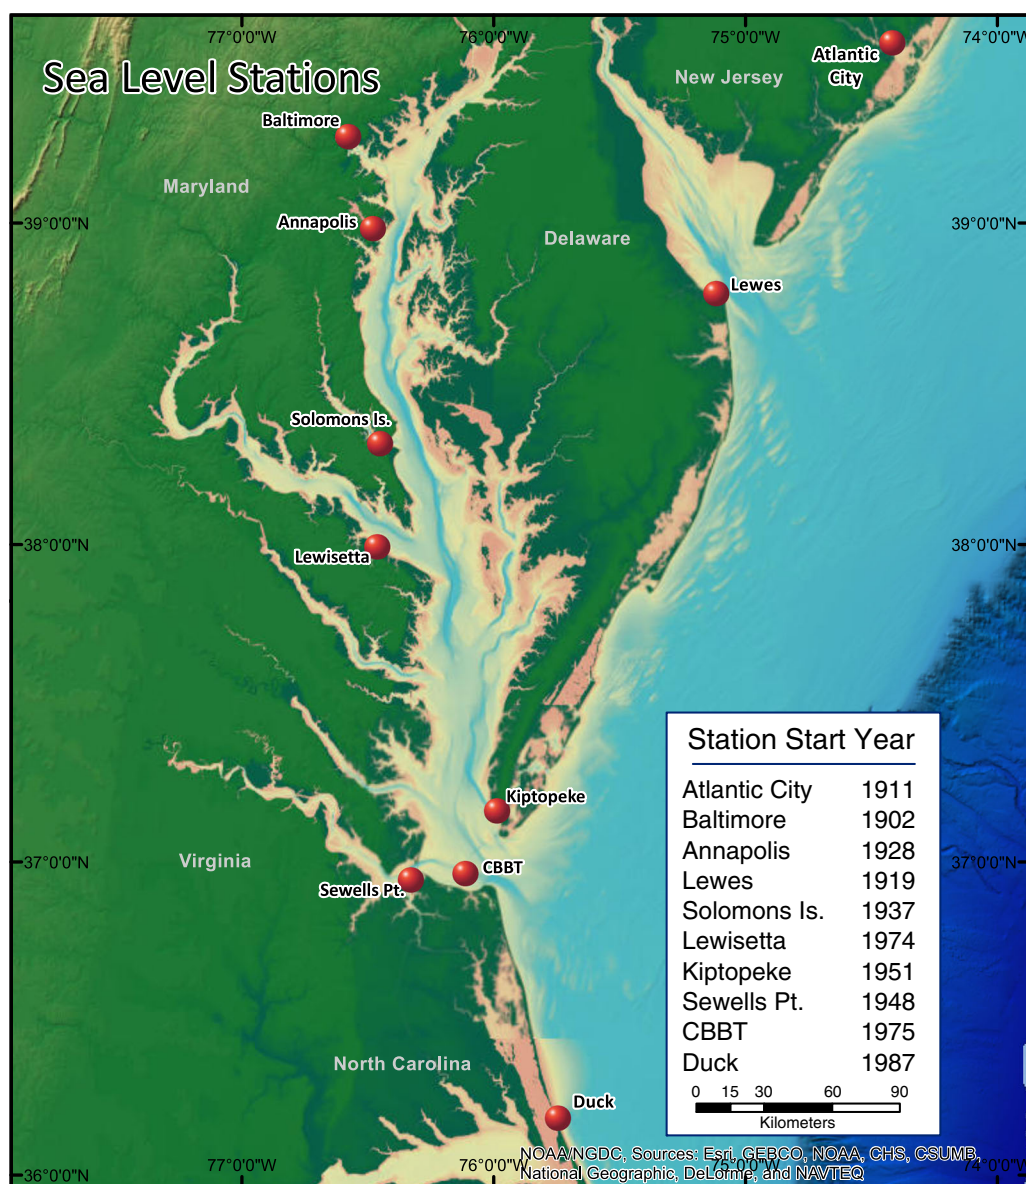 77°0'0"W 76°0'0"W 75°0'0"W 74°0'0"W
Sea Level Stations
Atlantic
City
New Jersey
Baltimore
Maryland
Annapolis
39°0'0"N 39°0'0"N
Delaware
Lewes
Solomons Is.
38°0'0"N 38°0'0"N
Lewisetta
Kiptopeke
Virginia
37°0'0"N 37°0'0"N
CBBT
Sewells Pt.
North Carolina
Duck
Station Start Year
Atlantic City 1911
Baltimore 1902
Annapolis 1928
Lewes 1919
Solomons Is. 1937
Lewisetta 1974
Kiptopeke 1951
Sewells Pt. 1948
CBBT 1975
Duck 1987
0 15 30 60 90
Kilometers
NOAA/NGDC, Sources: Esri, GEBCO, NOAA, CHS, CSUMB,
National Geographic, DeLorme, and NAVTEQ
36°0'0"N 36°0'0"N
77°0'0"W 76°0'0"W 75°0'0"W 74°0'0"W